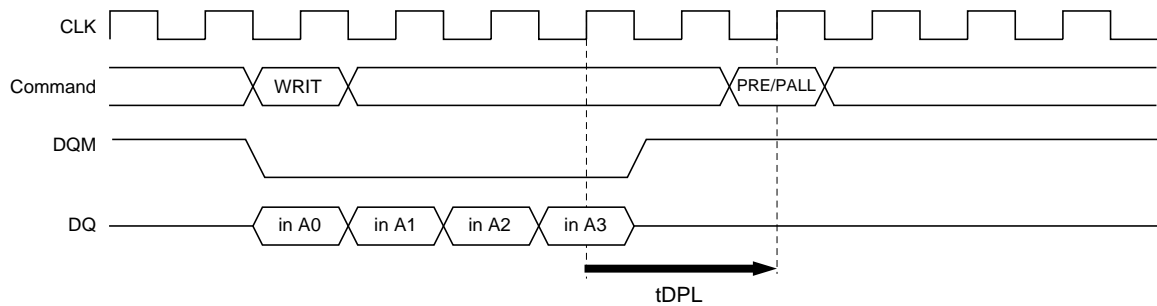 CLK
Command WRIT PRE/PALL
DQM
DQ in A0 in A1 in A2 in A3
tDPL